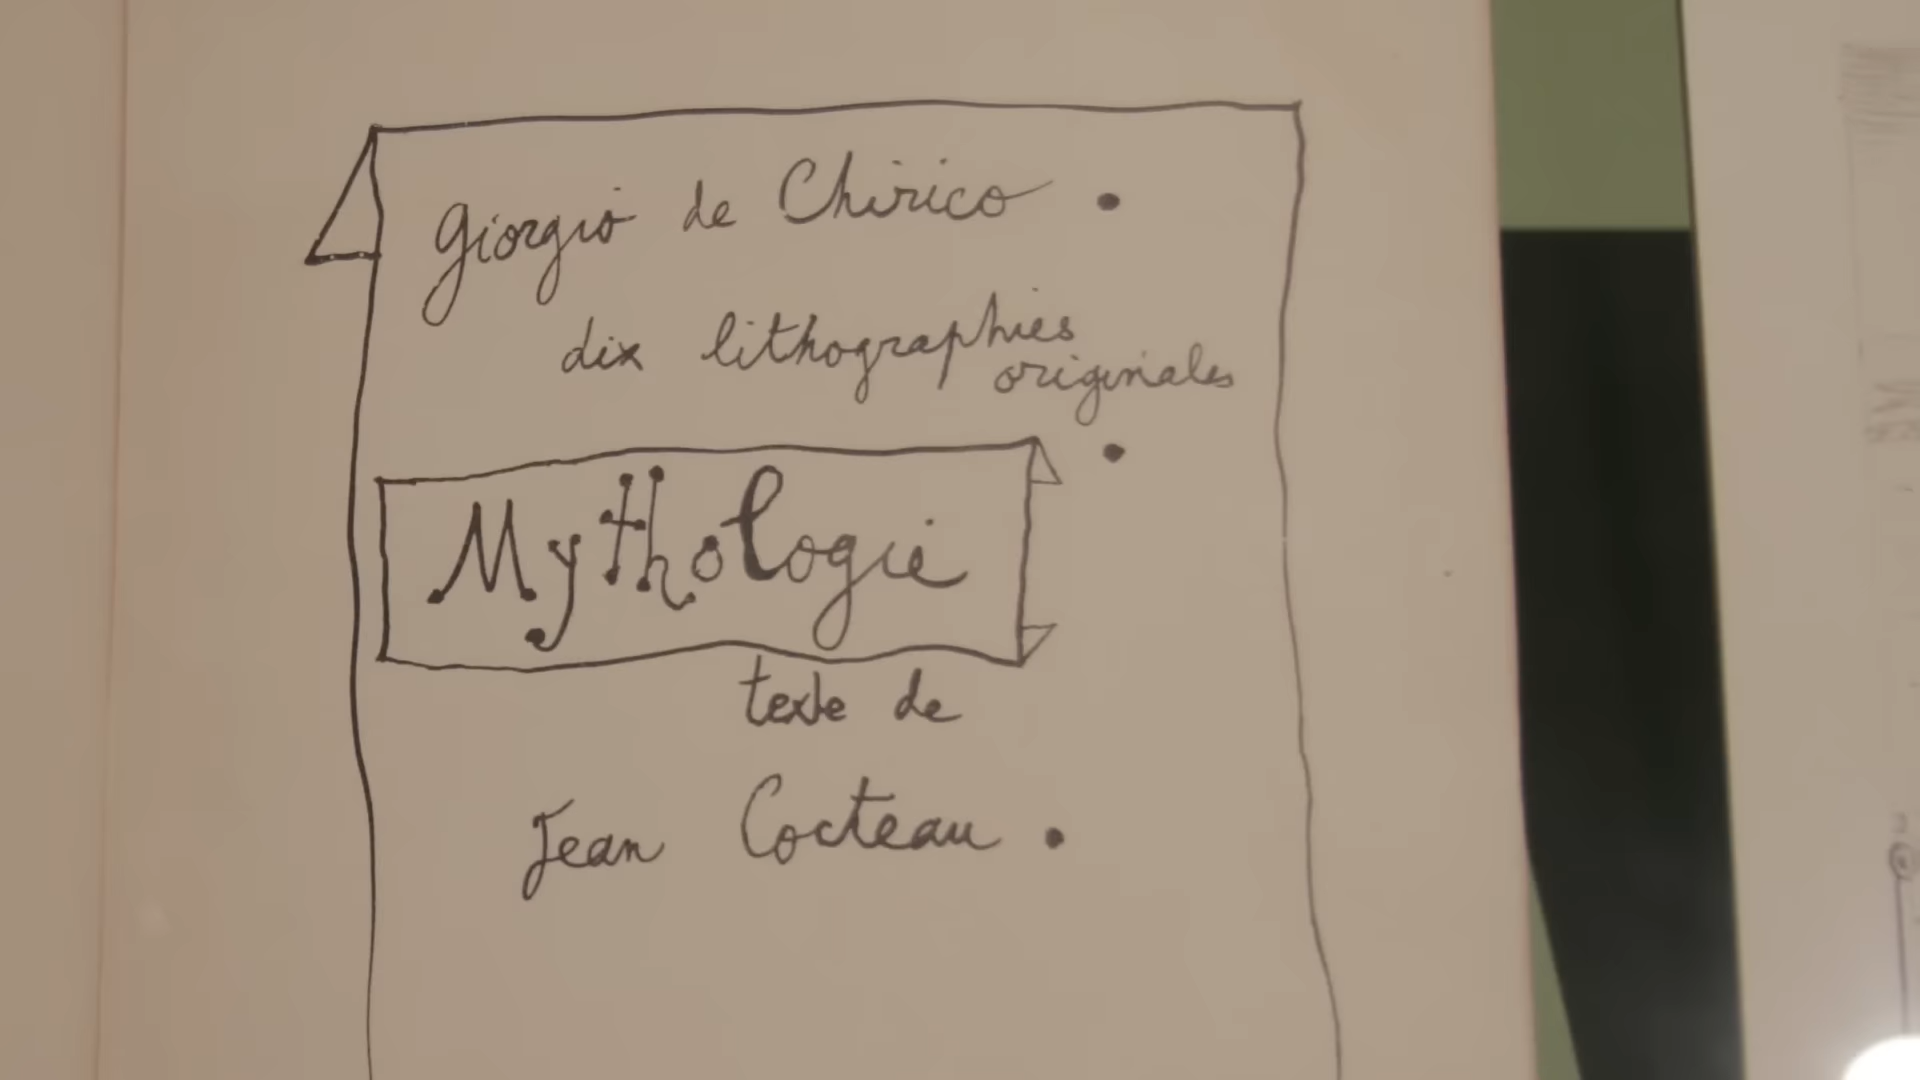 Giorgio de Chirico •
dix lithographies
originales
•
Mythologie
texte de
Jean Cocteau •